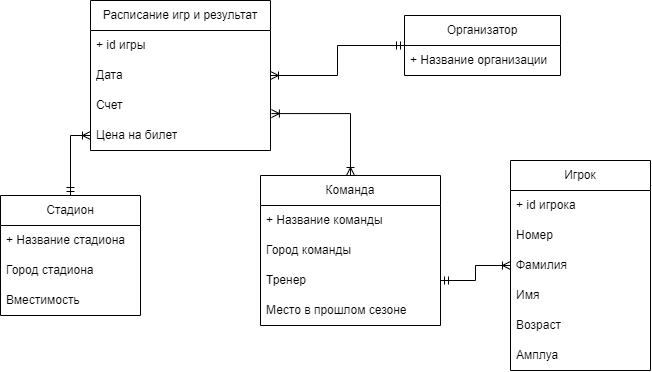 Расписание игр и результат
+ id игры
Дата
Счет
Цена на билет
Организатор
+ Название организации
Стадион
+ Название стадиона
Город стадиона
Вместимость
Команда
+ Название команды
Город команды
Тренер
Место в прошлом сезоне
Игрок
+ id игрока
Номер
Фамилия
Имя
Возраст
Амплуа